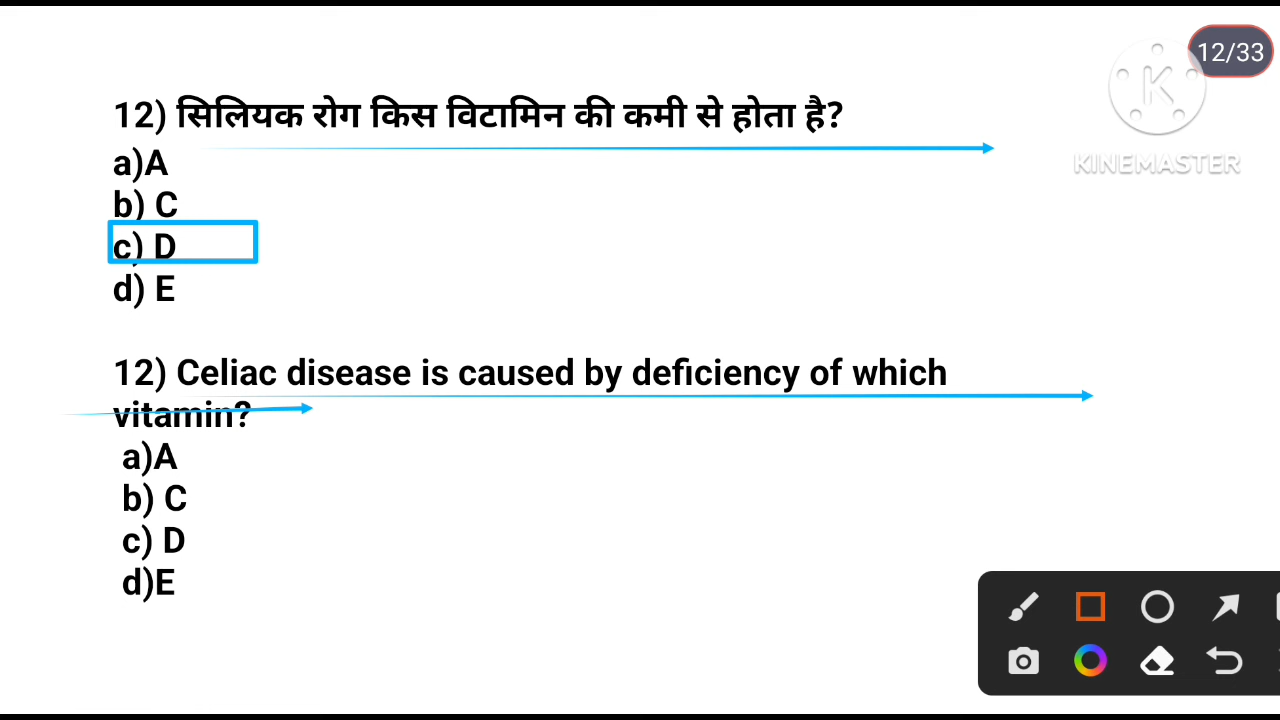 12/33
KINEMASTER
12) सिलियक रोग किस विटामिन की कमी से होता है?
a)A
b) C
c) D
d) E
12) Celiac disease is caused by deficiency of which
vitamin?
a)A
b) C
c) D
d)E